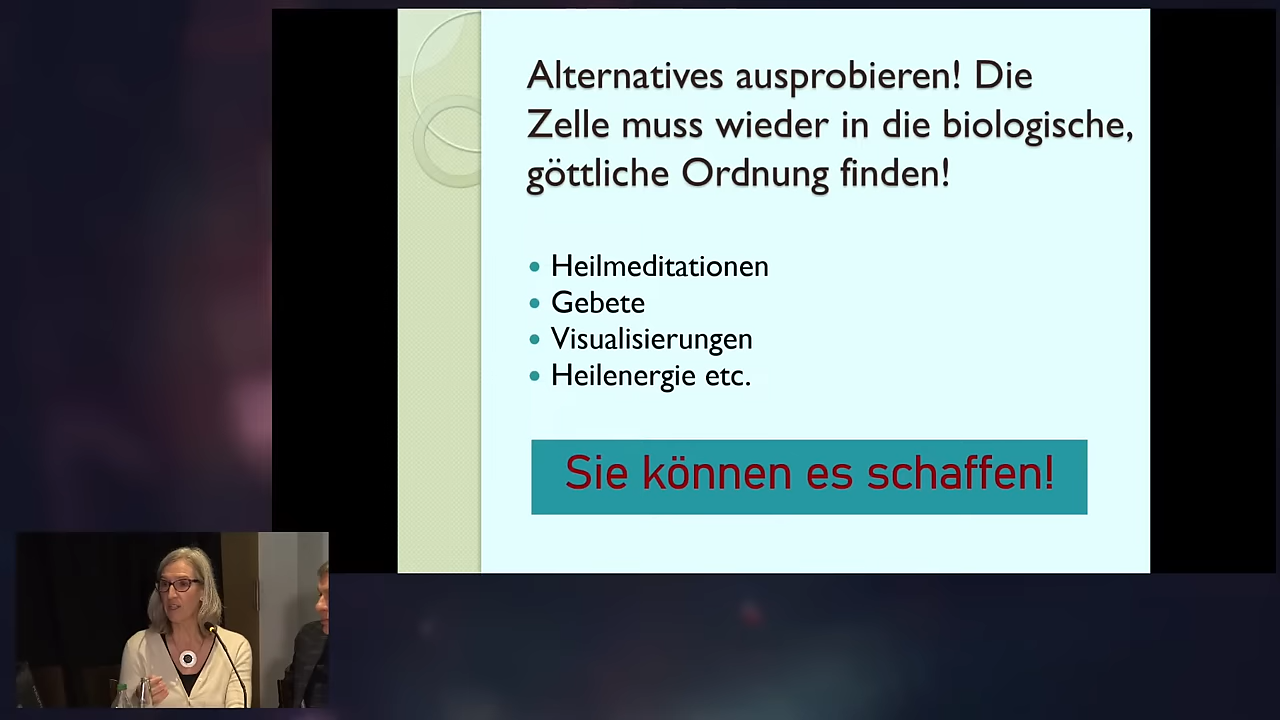 Alternatives ausprobieren! Die
Zelle muss wieder in die biologische,
göttliche Ordnung finden!
• Heilmeditationen
• Gebete
• Visualisierungen
• Heilenergie etc.
Sie können es schaffen!